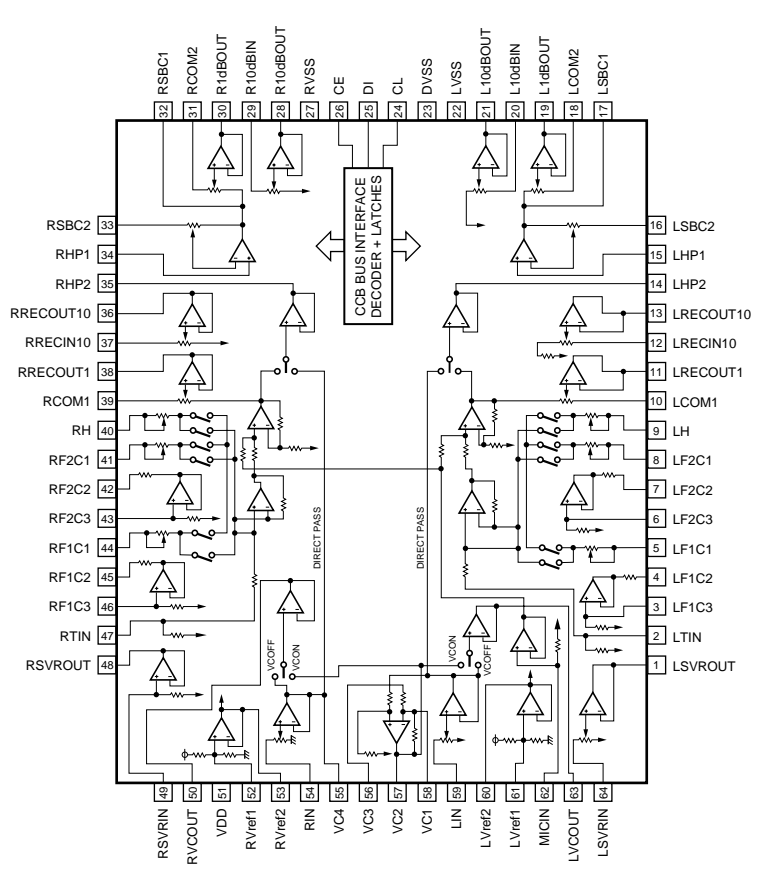 RSBC1
RCOM2
R1dBOUT
R10dBIN
R10dBOUT
RVSS
CE
DI
CL
DVSS
LVSS
L10dBOUT
L10dBIN
L1dBOUT
LCOM2
LSBC1
32
31
30
29
28
27
26
25
24
23
22
21
20
19
18
17
RSBC2 33
RHP1 34
RHP2 35
RRECOUT10 36
RRECIN10 37
RRECOUT1 38
RCOM1 39
RH 40
RF2C1 41
RF2C2 42
RF2C3 43
RF1C1 44
RF1C2 45
RF1C3 46
RTIN 47
RSVROUT 48
CCB BUS INTERFACE
DECODER + LATCHES
DIRECT PASS
DIRECT PASS
VCOFF
VCON
VCON
VCOFF
16 LSBC2
15 LHP1
14 LHP2
13 LRECOUT10
12 LRECIN10
11 LRECOUT1
10 LCOM1
9 LH
8 LF2C1
7 LF2C2
6 LF2C3
5 LF1C1
4 LF1C2
3 LF1C3
2 LTIN
1 LSVROUT
49
50
51
52
53
54
55
56
57
58
59
60
61
62
63
64
RSVRIN
RVCOUT
VDD
RVref1
RVref2
RIN
VC4
VC3
VC2
VC1
LIN
LVref2
LVref1
MICIN
LVCOUT
LSVRIN